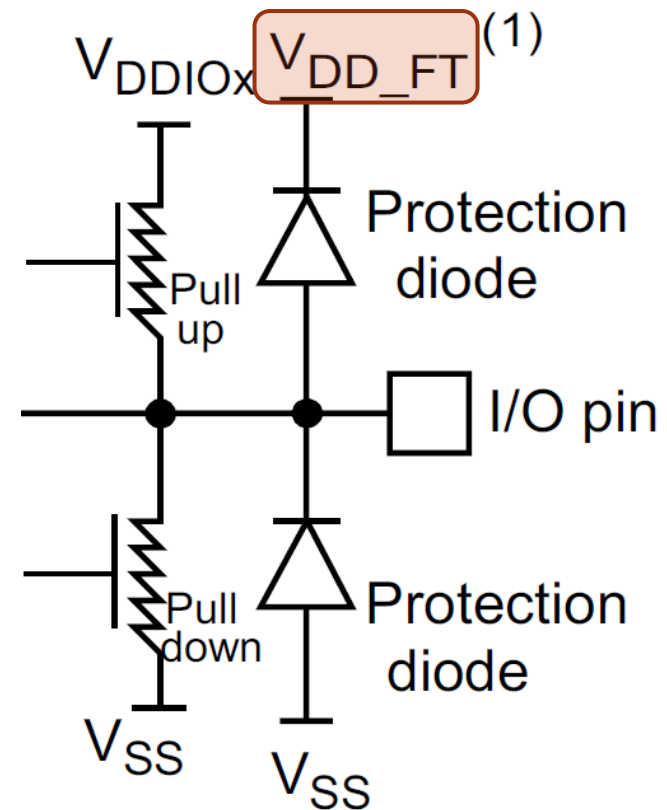 VDDIOx VDD_FT(1)
Protection
diode
Pull
up
I/O pin
Pull
down
Protection
diode
VSS
VSS